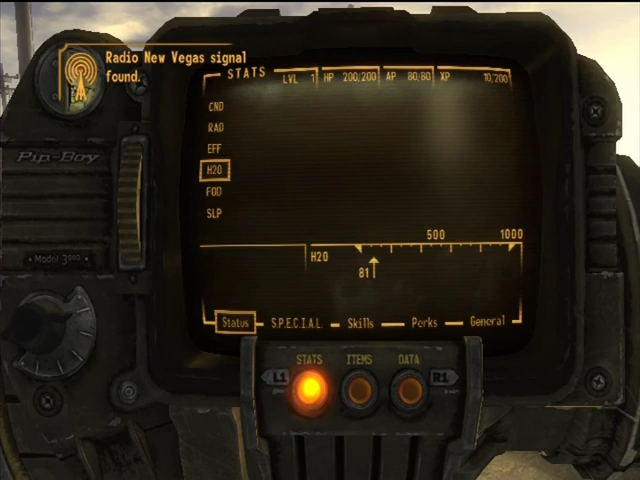 Radio New Vegas signal
found.
STATS
LVL 1
HP 200/200
AP 80/80
XP 10/200
CND
RAD
EFF
H2O
FOD
SLP
Pip-Boy
Model 3000
500 1000
H2O
81
Status S.P.E.C.I.A.L. Skills Perks General
STATS ITEMS DATA
L1 R1